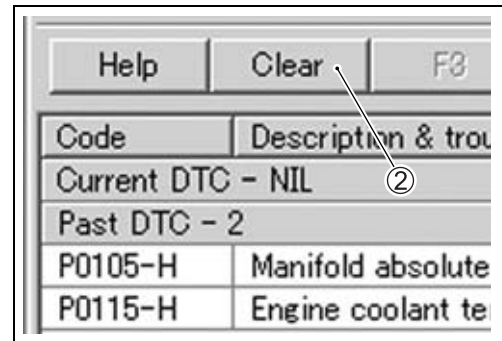 Help Clear F3
Code Description & trou
Current DTC - NIL ②
Past DTC - 2
P0105-H Manifold absolute
P0115-H Engine coolant te